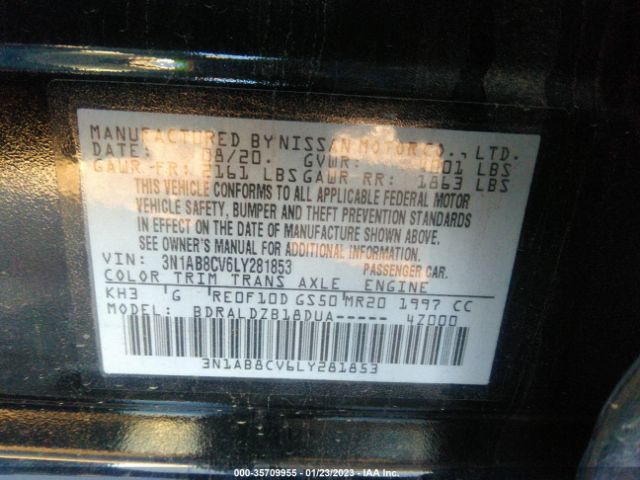 MANUFACTURED BY NISSAN MOTOR CO., LTD.
DATE: 08/20. GVWR: 4001 LBS
GAWR FR: 2161 LBS GAWR RR: 1863 LBS
THIS VEHICLE CONFORMS TO ALL APPLICABLE FEDERAL MOTOR
VEHICLE SAFETY, BUMPER AND THEFT PREVENTION STANDARDS
IN EFFECT ON THE DATE OF MANUFACTURE SHOWN ABOVE.
SEE OWNER'S MANUAL FOR ADDITIONAL INFORMATION.
VIN: 3N1AB8CV6LY281853 PASSENGER CAR.
COLOR TRIM TRANS AXLE ENGINE
KH3 G RE0F10D GS50 MR20 1997 CC
MODEL: BDRALDZB18DUA----- 4Z000
3N1AB8CV6LY281853
000-35709955 - 01/23/2023 - IAA Inc.